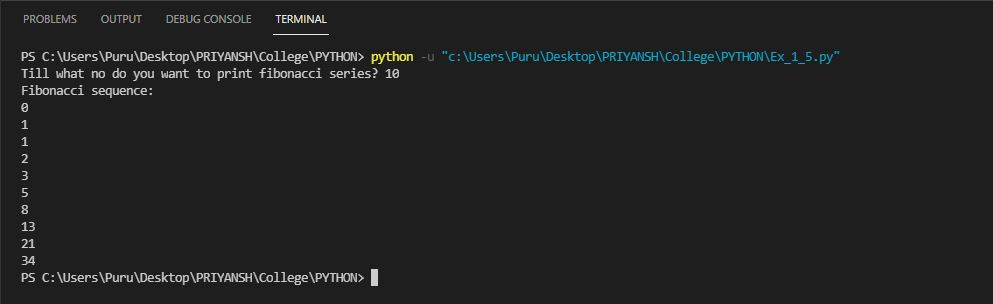 PROBLEMS OUTPUT DEBUG CONSOLE TERMINAL
PS C:\Users\Puru\Desktop\PRIYANSH\College\PYTHON> python -u "c:\Users\Puru\Desktop\PRIYANSH\College\PYTHON\Ex_1_5.py"
Till what no do you want to print fibonacci series? 10
Fibonacci sequence:
0
1
1
2
3
5
8
13
21
34
PS C:\Users\Puru\Desktop\PRIYANSH\College\PYTHON>